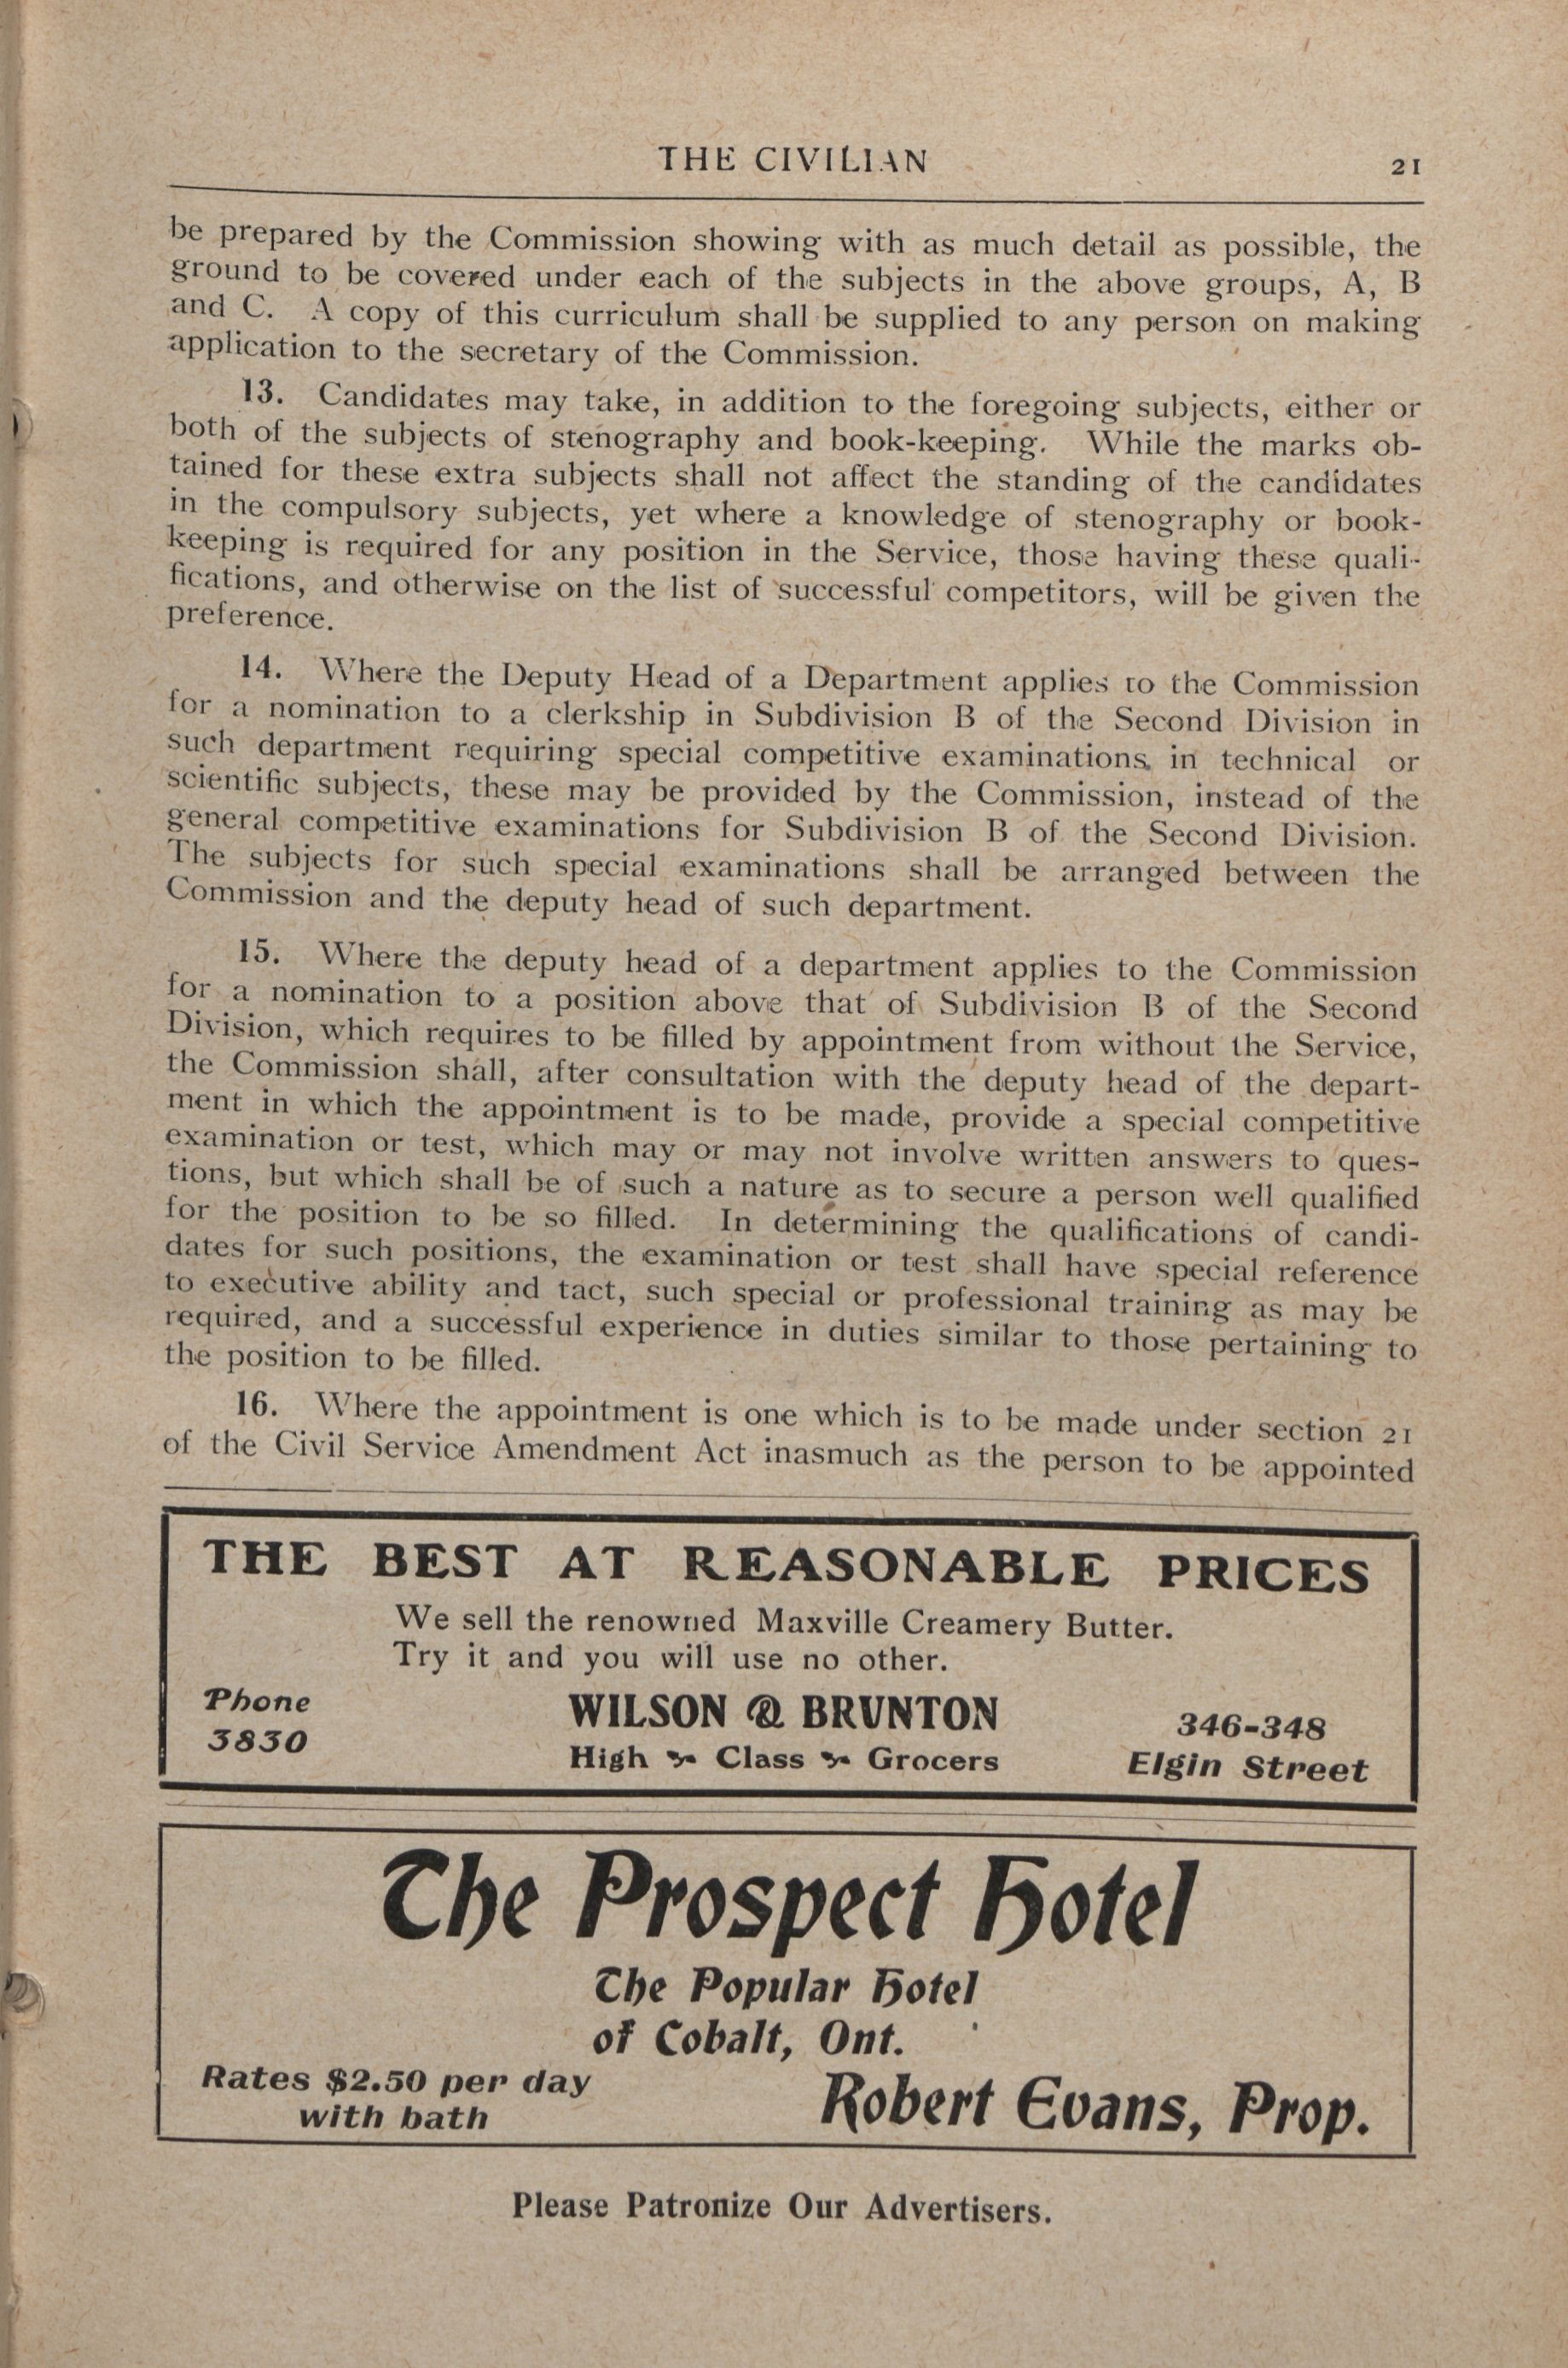 THE CIVILIAN 21
be prepared by the Commission showing with as much detail as possible, the
ground to be covered under each of the subjects in the above groups, A, B
and C. A copy of this curriculum shall be supplied to any person on making
application to the secretary of the Commission.
13. Candidates may take, in addition to the foregoing subjects, either or
both of the subjects of stenography and book-keeping. While the marks ob-
tained for these extra subjects shall not affect the standing of the candidates
in the compulsory subjects, yet where a knowledge of stenography or book-
keeping is required for any position in the Service, those having these quali-
fications, and otherwise on the list of successful competitors, will be given the
preference.
14. Where the Deputy Head of a Department applies to the Commission
for a nomination to a clerkship in Subdivision B of the Second Division in
such department requiring special competitive examinations in technical or
scientific subjects, these may be provided by the Commission, instead of the
general competitive examinations for Subdivision B of the Second Division.
The subjects for such special examinations shall be arranged between the
Commission and the deputy head of such department.
15. Where the deputy head of a department applies to the Commission
for a nomination to a position above that of Subdivision B of the Second
Division, which requires to be filled by appointment from without the Service,
the Commission shall, after consultation with the deputy head of the depart-
ment in which the appointment is to be made, provide a special competitive
examination or test, which may or may not involve written answers to ques-
tions, but which shall be of such a nature as to secure a person well qualified
for the position to be so filled. In determining the qualifications of candi-
dates for such positions, the examination or test shall have special reference
to executive ability and tact, such special or professional training as may be
required, and a successful experience in duties similar to those pertaining to
the position to be filled.
16. Where the appointment is one which is to be made under section 21
of the Civil Service Amendment Act inasmuch as the person to be appointed
THE BEST AT REASONABLE PRICES
We sell the renowned Maxville Creamery Butter.
Try it and you will use no other.
Phone
3830
WILSON & BRUNTON
High Class Grocers
346-348
Elgin Street
The Prospect Hotel
The Popular Hotel
of Cobalt, Ont.
Rates $2.50 per day
with bath
Robert Evans, Prop.
Please Patronize Our Advertisers.